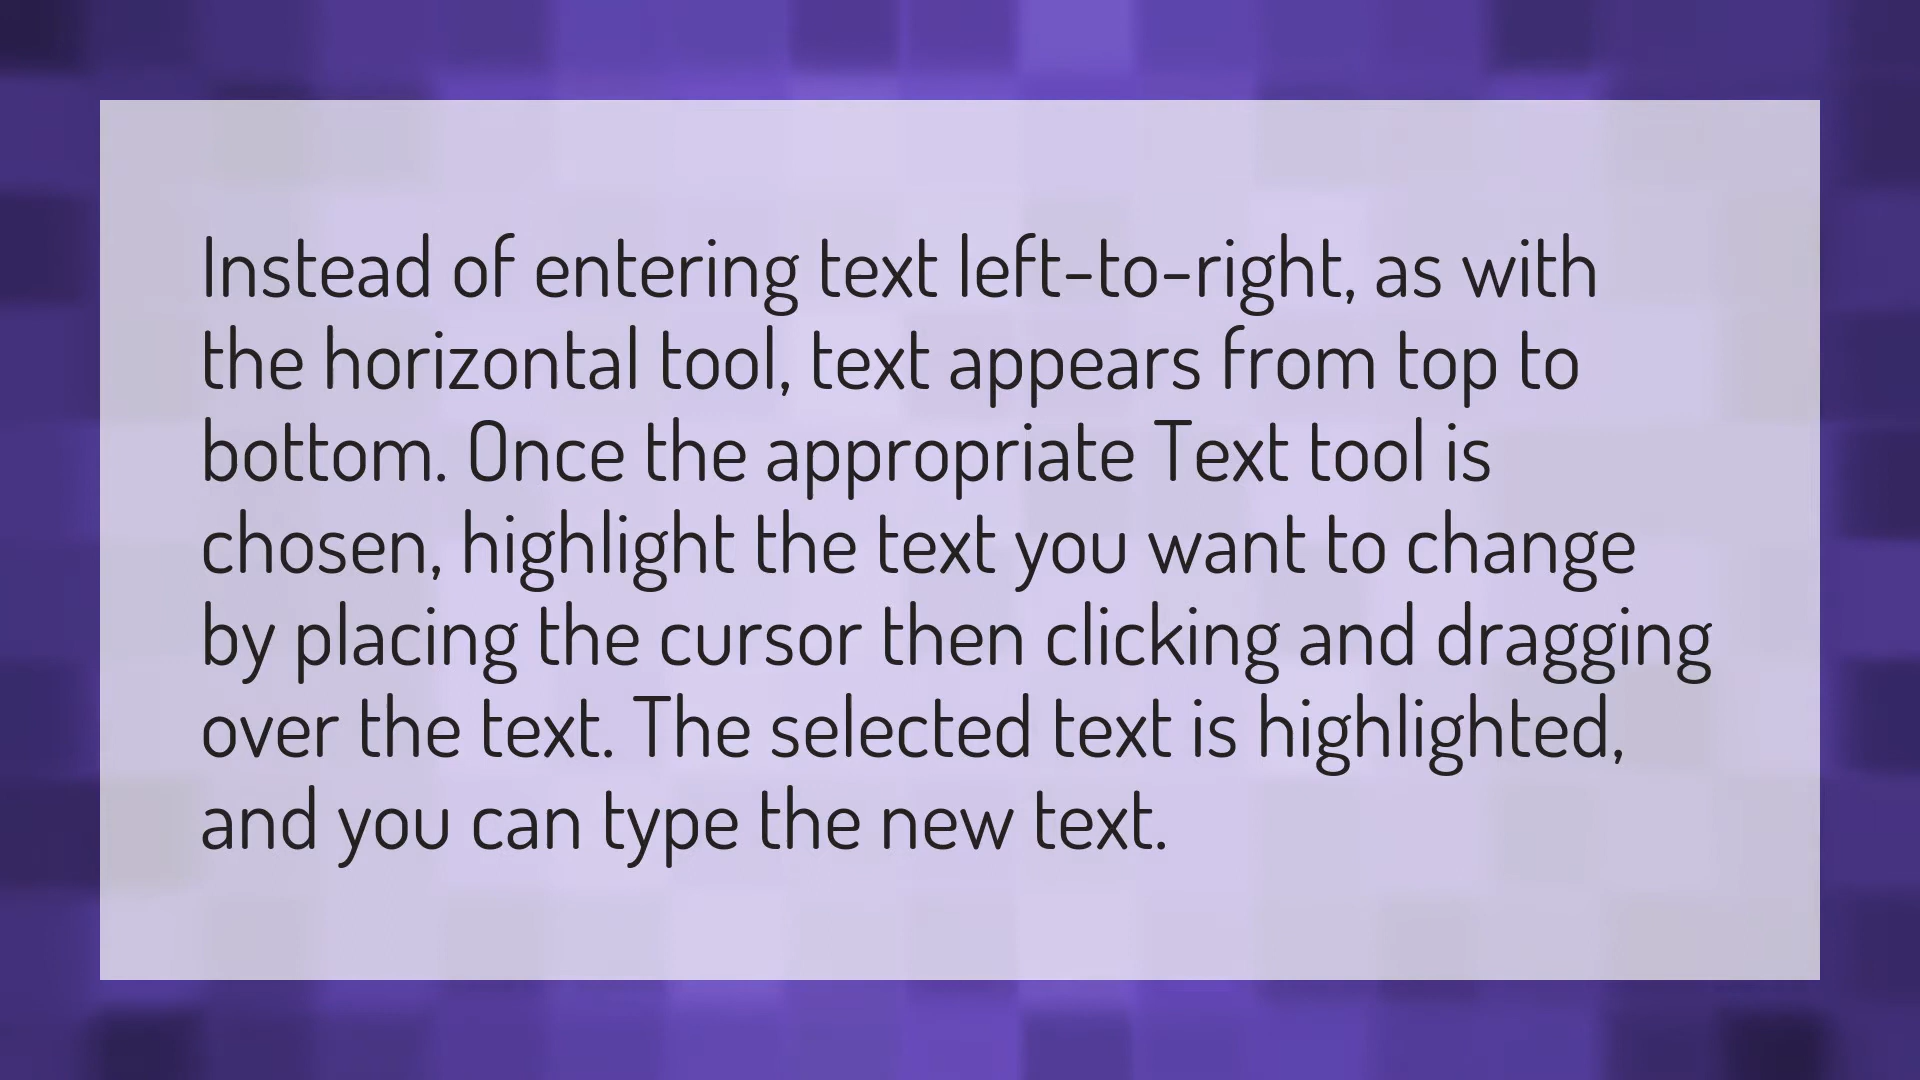 Instead of entering text left-to-right, as with
the horizontal tool, text appears from top to
bottom. Once the appropriate Text tool is
chosen, highlight the text you want to change
by placing the cursor then clicking and dragging
over the text. The selected text is highlighted,
and you can type the new text.